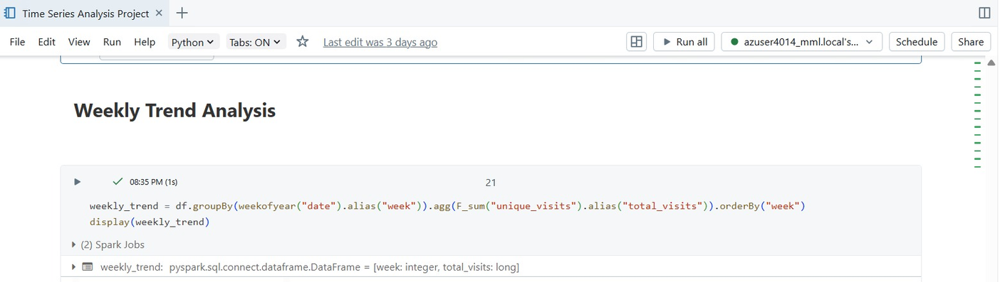 Time Series Analysis Project
File Edit View Run Help Python Tabs: ON Last edit was 3 days ago Run all azuser4014_mml.local's... Schedule Share
Weekly Trend Analysis
08:35 PM (1s) 21
weekly_trend = df.groupBy(weekofyear("date").alias("week")).agg(F_sum("unique_visits").alias("total_visits")).orderBy("week")
display(weekly_trend)
(2) Spark Jobs
weekly_trend: pyspark.sql.connect.dataframe.DataFrame = [week: integer, total_visits: long]